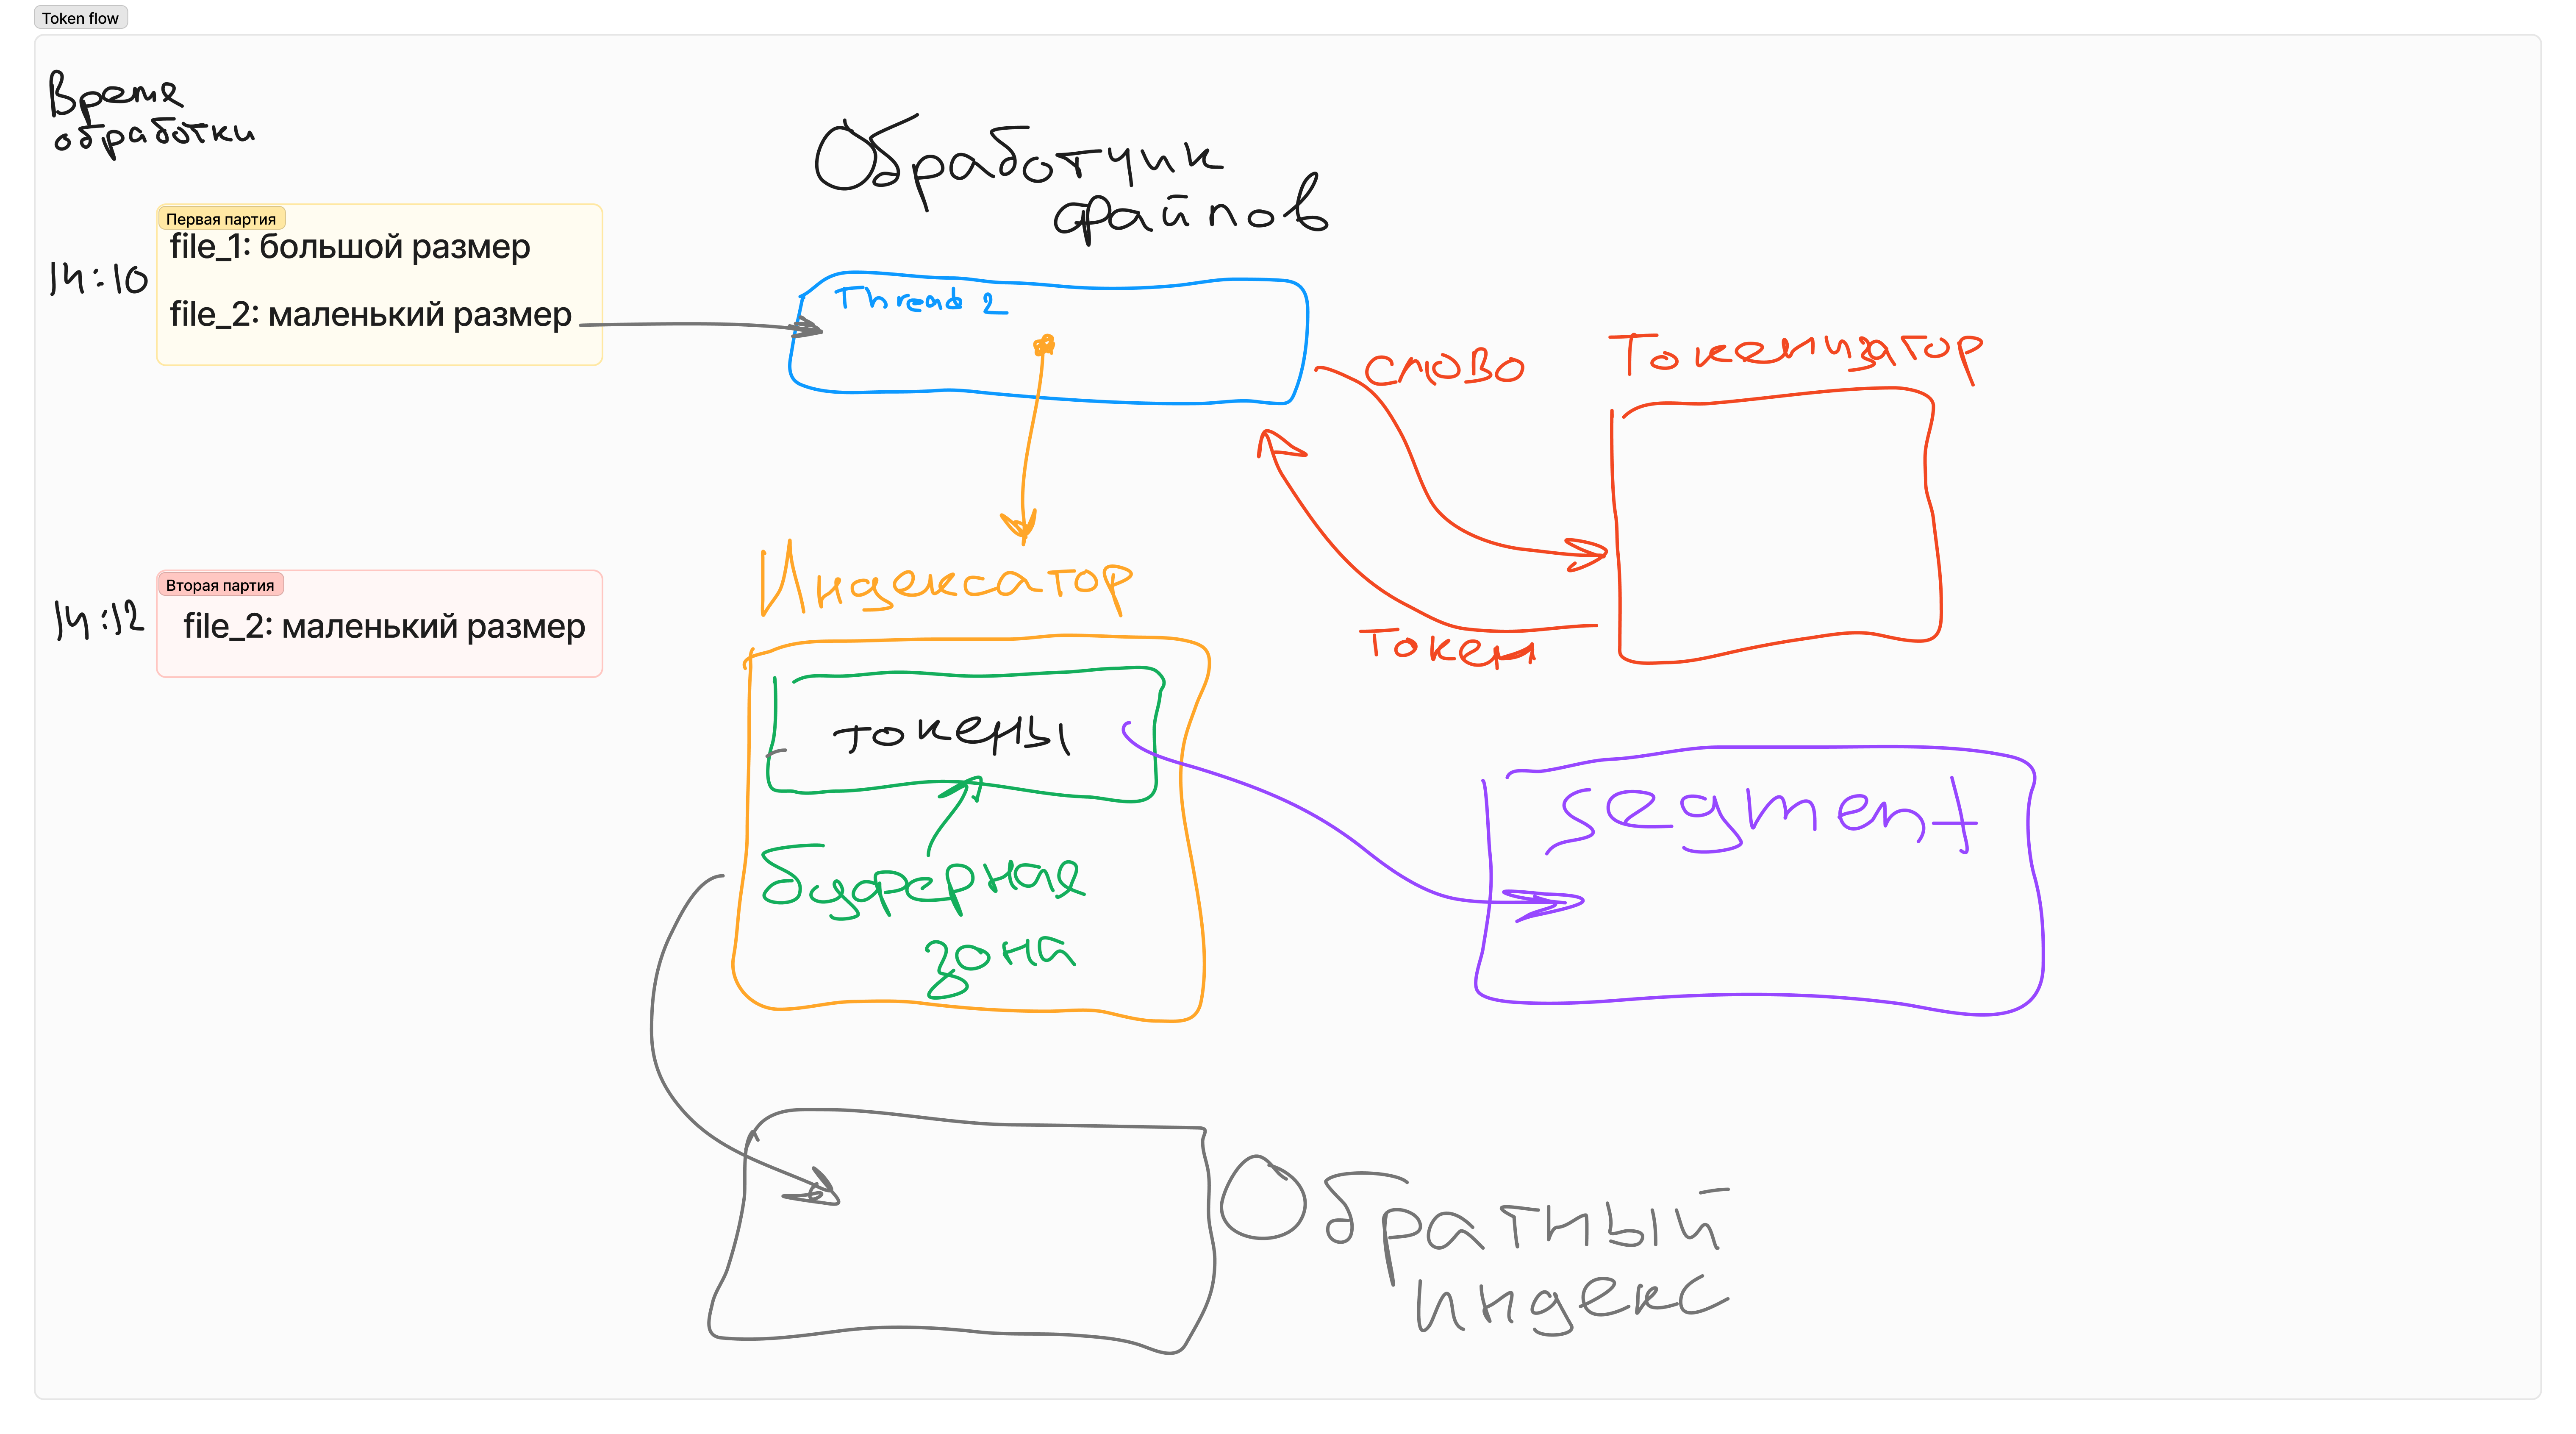 Token flow
Время
обработки
Обработчик
файлов
Первая партия
file_1: большой размер
14:10
file_2: маленький размер
Thread 2
слово
Токенизатор
Индексатор
Вторая партия
14:12
file_2: маленький размер
Токен
токены
segment
буферная
зона
Обратный
индекс